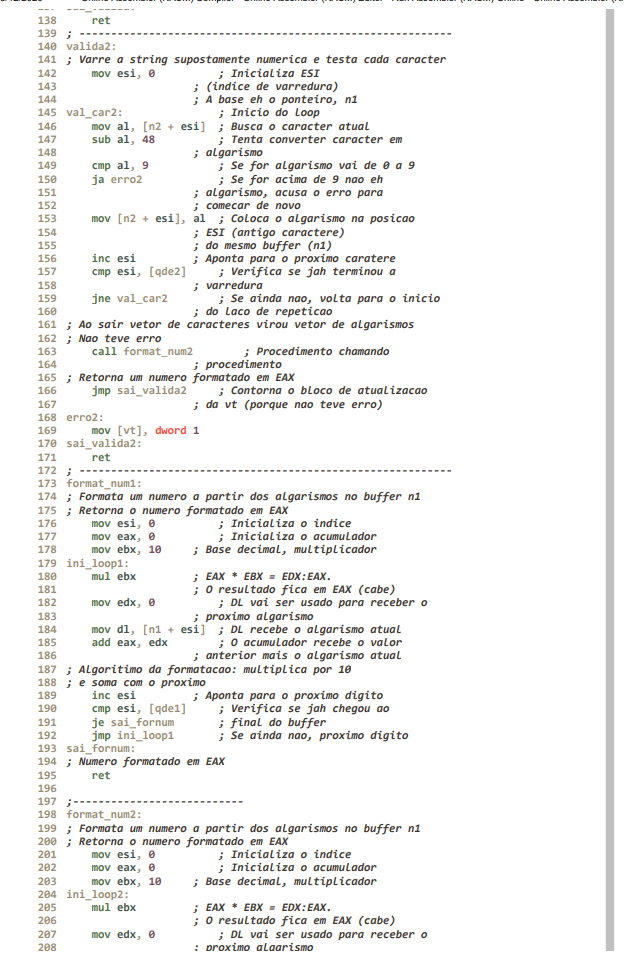 138 ret
139 ; ----------------------------------------------------------
140 valida2:
141 ; Varre a string supostamente numerica e testa cada caracter
142 mov esi, 0 ; Inicializa ESI
143 ; (indice de varredura)
144 ; A base eh o ponteiro, n1
145 val_car2: ; Inicio do loop
146 mov al, [n2 + esi] ; Busca o caracter atual
147 sub al, 48 ; Tenta converter caracter em
148 ; algarismo
149 cmp al, 9 ; Se for algarismo vai de 0 a 9
150 ja erro2 ; Se for acima de 9 nao eh
151 ; algarismo, acusa o erro para
152 ; comecar de novo
153 mov [n2 + esi], al ; Coloca o algarismo na posicao
154 ; ESI (antigo caractere)
155 ; do mesmo buffer (n1)
156 inc esi ; Aponta para o proximo caratere
157 cmp esi, [qde2] ; Verifica se jah terminou a
158 ; varredura
159 jne val_car2 ; Se ainda nao, volta para o inicio
160 ; do laco de repeticao
161 ; Ao sair vetor de caracteres virou vetor de algarismos
162 ; Nao teve erro
163 call format_num2 ; Procedimento chamando
164 ; procedimento
165 ; Retorna um numero formatado em EAX
166 jmp sai_valida2 ; Contorna o bloco de atualizacao
167 ; da vt (porque nao teve erro)
168 erro2:
169 mov [vt], dword 1
170 sai_valida2:
171 ret
172 ; ----------------------------------------------------------
173 format_num1:
174 ; Formata um numero a partir dos algarismos no buffer n1
175 ; Retorna o numero formatado em EAX
176 mov esi, 0 ; Inicializa o indice
177 mov eax, 0 ; Inicializa o acumulador
178 mov ebx, 10 ; Base decimal, multiplicador
179 ini_loop1:
180 mul ebx ; EAX * EBX = EDX:EAX.
181 ; O resultado fica em EAX (cabe)
182 mov edx, 0 ; DL vai ser usado para receber o
183 ; proximo algarismo
184 mov dl, [n1 + esi] ; DL recebe o algarismo atual
185 add eax, edx ; O acumulador recebe o valor
186 ; anterior mais o algarismo atual
187 ; Algoritimo da formatacao: multiplica por 10
188 ; e soma com o proximo
189 inc esi ; Aponta para o proximo digito
190 cmp esi, [qde1] ; Verifica se jah chegou ao
191 je sai_fornum ; final do buffer
192 jmp ini_loop1 ; Se ainda nao, proximo digito
193 sai_fornum:
194 ; Numero formatado em EAX
195 ret
196
197 ;--------------------------
198 format_num2:
199 ; Formata um numero a partir dos algarismos no buffer n1
200 ; Retorna o numero formatado em EAX
201 mov esi, 0 ; Inicializa o indice
202 mov eax, 0 ; Inicializa o acumulador
203 mov ebx, 10 ; Base decimal, multiplicador
204 ini_loop2:
205 mul ebx ; EAX * EBX = EDX:EAX.
206 ; O resultado fica em EAX (cabe)
207 mov edx, 0 ; DL vai ser usado para receber o
208 ; proximo algarismo